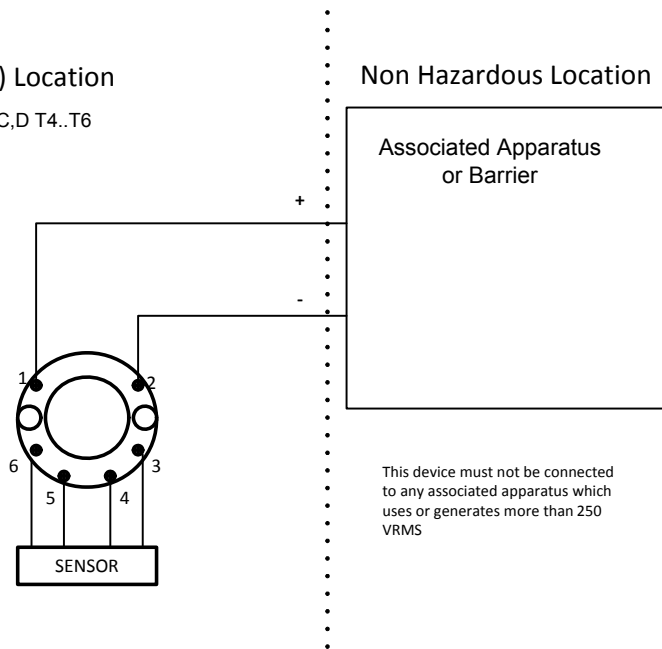 ) Location
C,D T4..T6
Non Hazardous Location
Associated Apparatus
or Barrier
+
-
1
2
6
3
5
4
SENSOR
This device must not be connected
to any associated apparatus which
uses or generates more than 250
VRMS